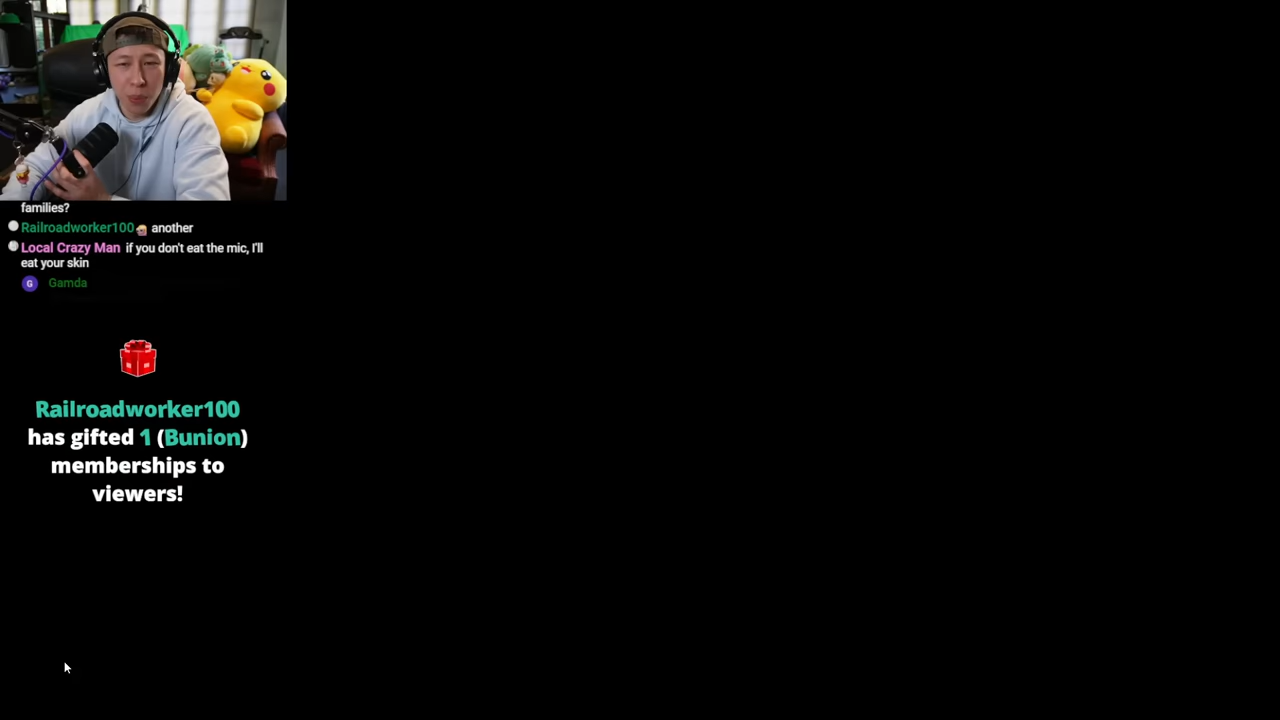 families?
Railroadworker100 another
Local Crazy Man if you don't eat the mic, I'll
eat your skin
G Gamda
Railroadworker100
has gifted 1 (Bunion)
memberships to
viewers!